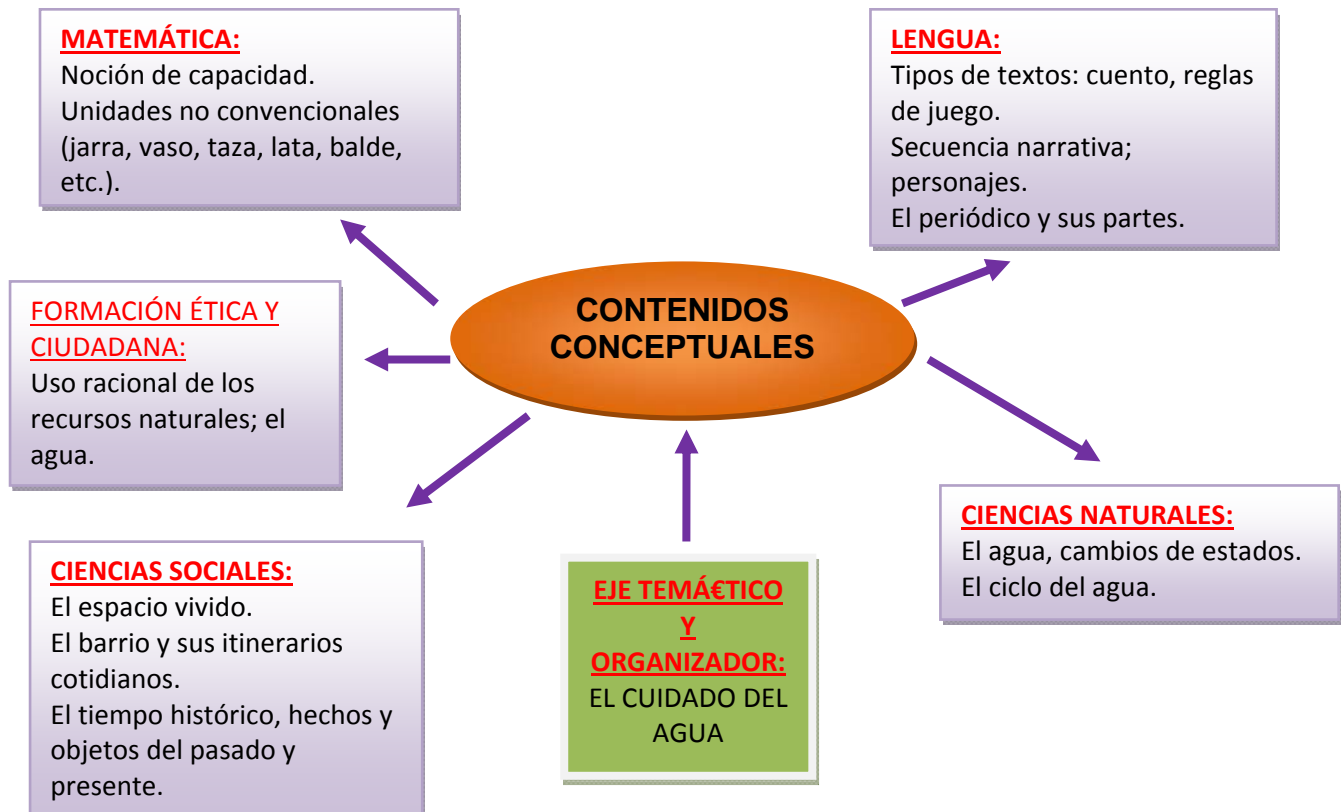 MATEMÁTICA:
Noción de capacidad.
Unidades no convencionales
(jarra, vaso, taza, lata, balde,
etc.).
LENGUA:
Tipos de textos: cuento, reglas
de juego.
Secuencia narrativa;
personajes.
El periódico y sus partes.
CONTENIDOS
CONCEPTUALES
FORMACIÓN ÉTICA Y
CIUDADANA:
Uso racional de los
recursos naturales; el
agua.
CIENCIAS SOCIALES:
El espacio vivido.
El barrio y sus itinerarios
cotidianos.
El tiempo histórico, hechos y
objetos del pasado y
presente.
EJE TEMÁ€TICO
Y
ORGANIZADOR:
EL CUIDADO DEL
AGUA
CIENCIAS NATURALES:
El agua, cambios de estados.
El ciclo del agua.